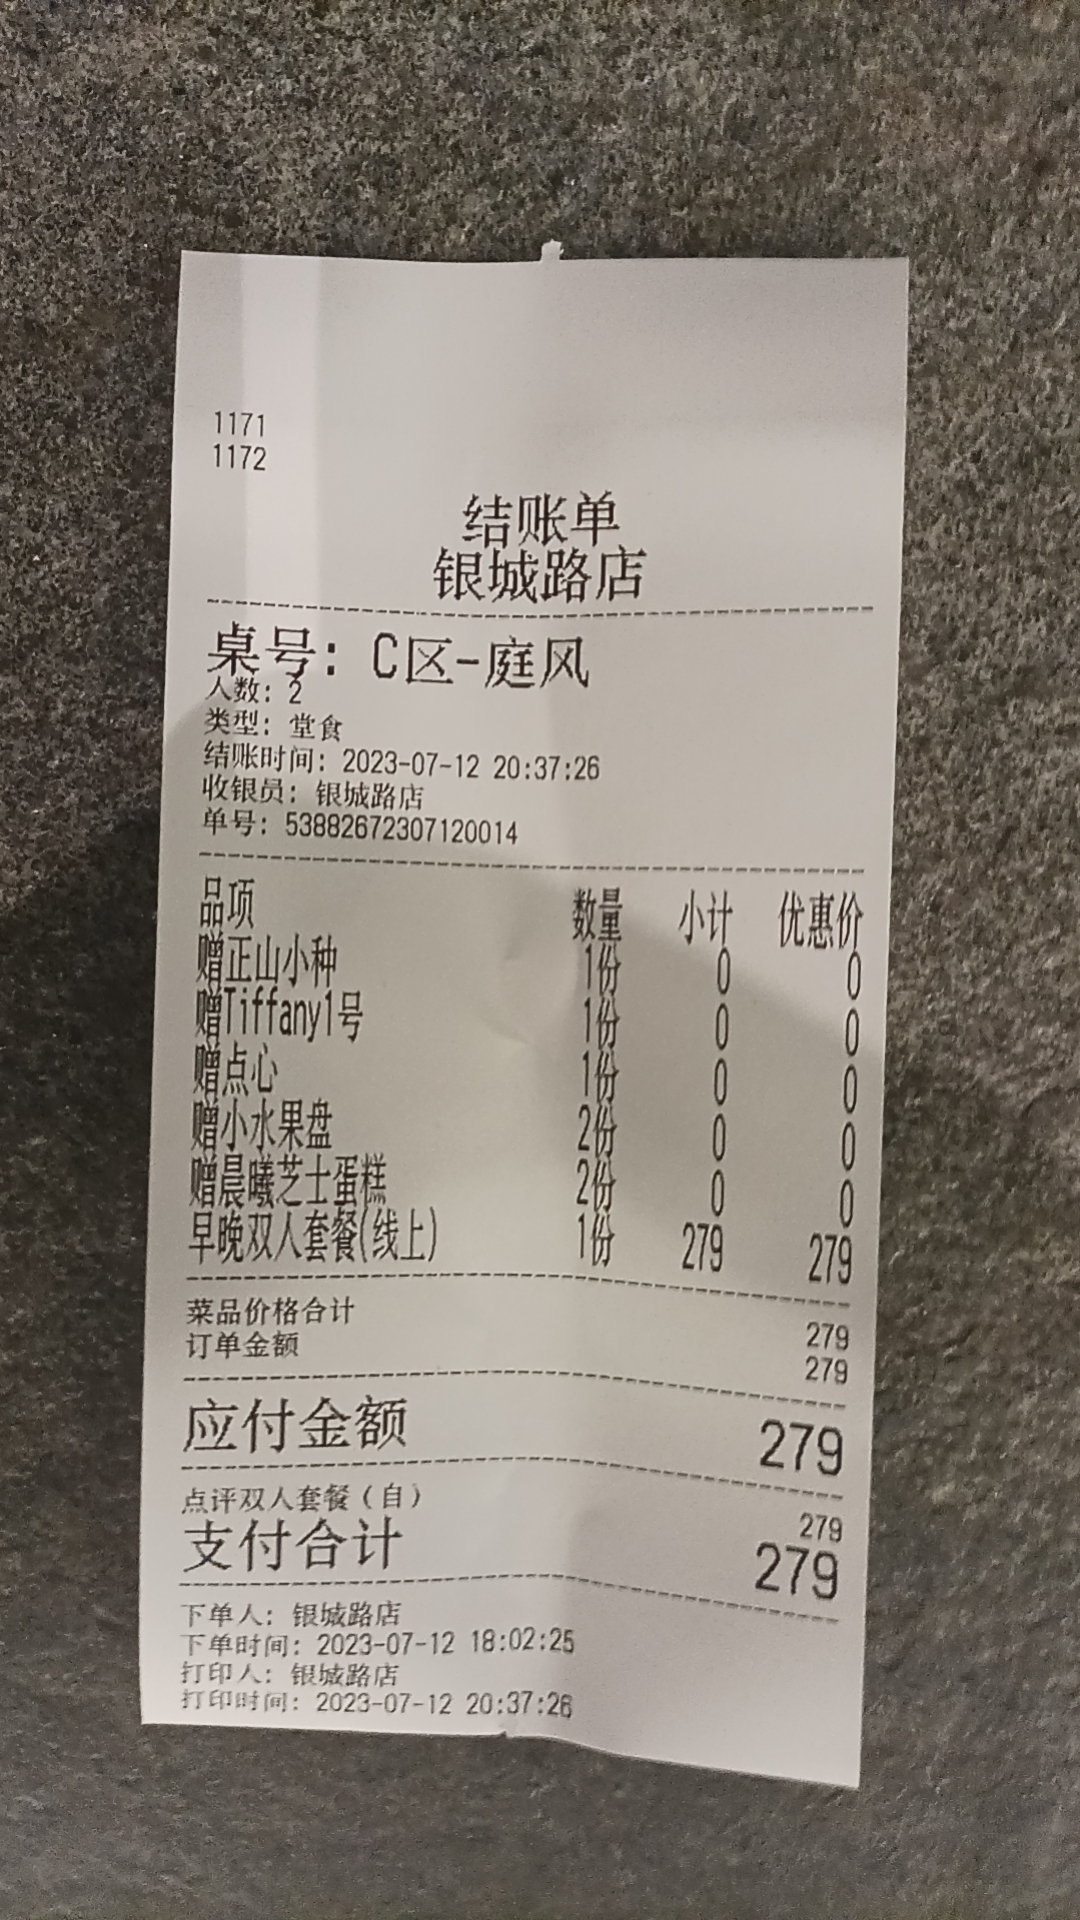 1171
1172
结账单
银城路店
桌号: C区-庭风
人数: 2
类型: 堂食
结账时间: 2023-07-12 20:37:26
收银员: 银城路店
单号: 53882672307120014
品项 数量 小计 优惠价
赠正山小种 1份 0 0
赠Tiffany1号 1份 0 0
赠点心 1份 0 0
赠小水果盘 2份 0 0
赠晨曦芝士蛋糕 2份 0 0
早晚双人套餐(线上) 1份 279 279
菜品价格合计 279
订单金额 279
应付金额 279
点评双人套餐(自) 279
支付合计 279
下单人: 银城路店
下单时间: 2023-07-12 18:02:25
打印人: 银城路店
打印时间: 2023-07-12 20:37:26